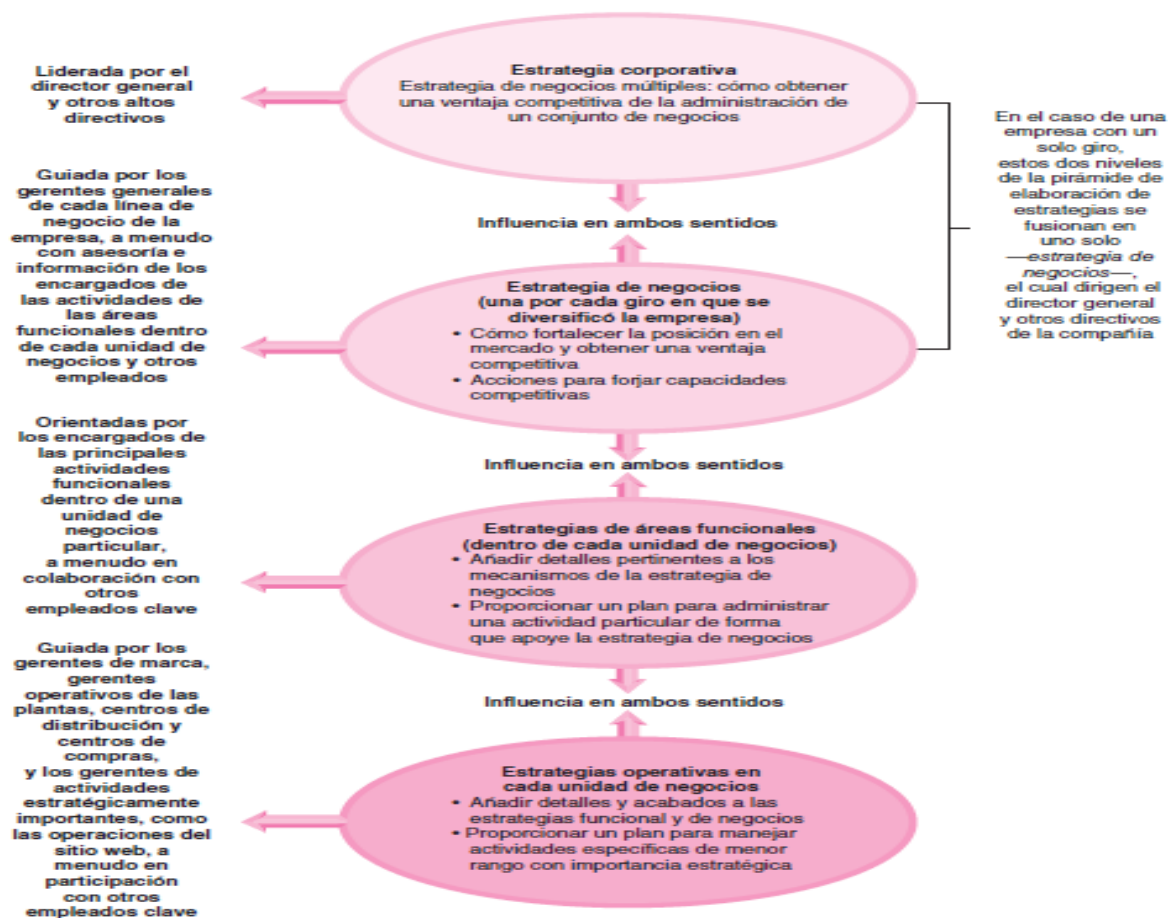 Estrategia corporativa
Estrategia de negocios múltiples: cómo obtener
una ventaja competitiva de la administración de
un conjunto de negocios
Liderada por el
director general
y otros altos
directivos
En el caso de una
empresa con un
solo giro,
estos dos niveles
de la pirámide de
elaboración de
estrategias se
fusionan en
uno solo
—estrategia de
negocios—,
el cual dirigen el
director general
y otros directivos
de la compañía
Influencia en ambos sentidos
Guiada por los
gerentes generales
de cada línea de
negocio de la
empresa, a menudo
con asesoría e
información de los
encargados de
las actividades de
las áreas
funcionales dentro
de cada unidad de
negocios y otros
empleados
Estrategia de negocios
(una por cada giro en que se
diversificó la empresa)
• Cómo fortalecer la posición en el
mercado y obtener una ventaja
competitiva
• Acciones para forjar capacidades
competitivas
Influencia en ambos sentidos
Orientadas por
los encargados de
las principales
actividades
funcionales
dentro de una
unidad de
negocios
particular,
a menudo en
colaboración con
otros
empleados clave
Estrategias de áreas funcionales
(dentro de cada unidad de negocios)
• Añadir detalles pertinentes a los
mecanismos de la estrategia de
negocios
• Proporcionar un plan para administrar
una actividad particular de forma
que apoye la estrategia de negocios
Influencia en ambos sentidos
Guiada por los
gerentes de marca,
gerentes
operativos de las
plantas, centros de
distribución y
centros de
compras,
y los gerentes de
actividades
estratégicamente
importantes, como
las operaciones del
sitio web, a
menudo en
participación
con otros
empleados clave
Estrategias operativas en
cada unidad de negocios
• Añadir detalles y acabados a las
estrategias funcional y de negocios
• Proporcionar un plan para manejar
actividades específicas de menor
rango con importancia estratégica